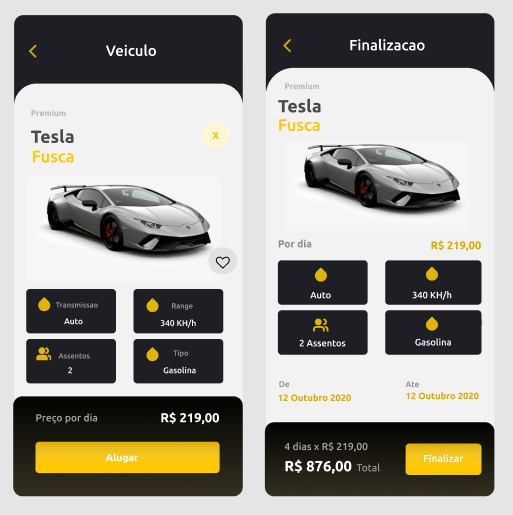 Veiculo
Premium
Tesla
Fusca
x
Transmissao
Auto
Range
340 KH/h
Assentos
2
Tipo
Gasolina
Preço por dia
R$ 219,00
Alugar
Finalizacao
Premium
Tesla
Fusca
Por dia
R$ 219,00
Auto
340 KH/h
2 Assentos
Gasolina
De
Ate
12 Outubro 2020
12 Outubro 2020
4 dias x R$ 219,00
R$ 876,00 Total
Finalizar